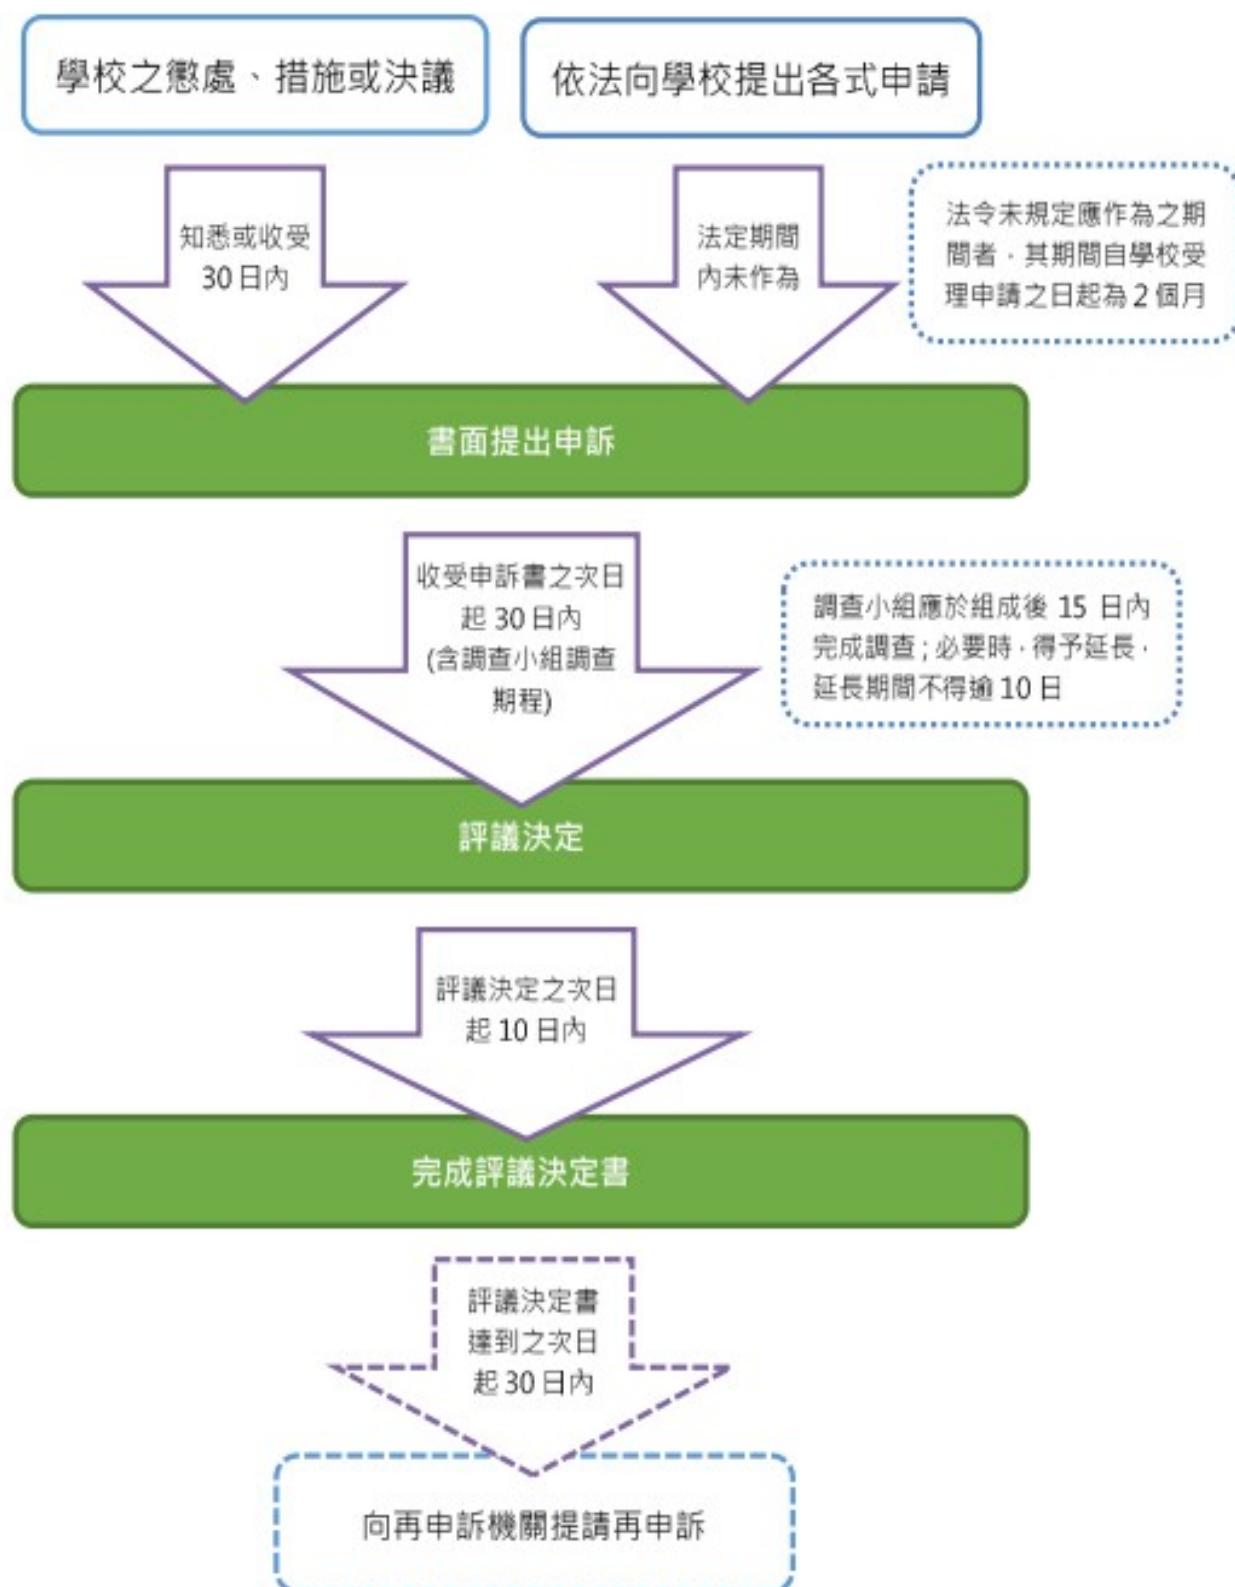 學校之懲處、措施或決議
依法向學校提出各式申請
知悉或收受
30日內
法定期間
內未作為
法令未規定應作為之期
間者,其期間自學校受
理申請之日起為2個月
書面提出申訴
收受申訴書之次日
起30日內
(含調查小組調查
期程)
調查小組應於組成後 15 日內
完成調查;必要時,得予延長,
延長期間不得逾10日
評議決定
評議決定之次日
起10日內
完成評議決定書
評議決定書
達到之次日
起30日內
向再申訴機關提請再申訴